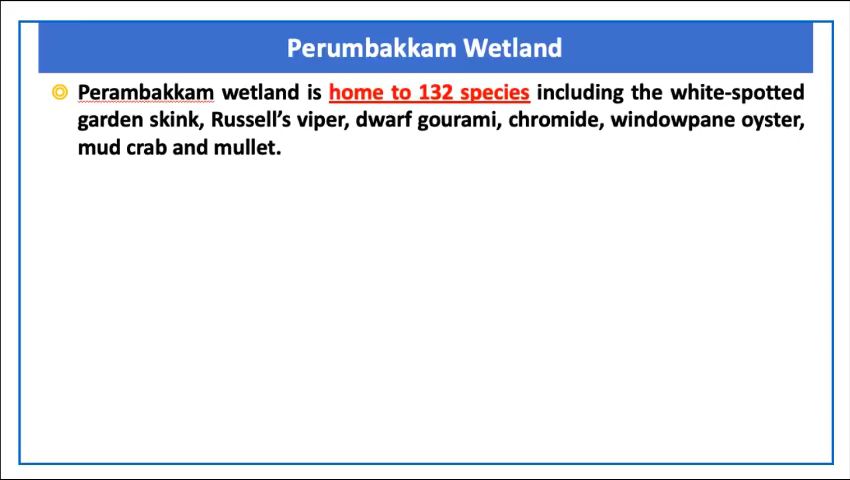 Perumbakkam Wetland
Perambakkam wetland is home to 132 species including the white-spotted
garden skink, Russell’s viper, dwarf gourami, chromide, windowpane oyster,
mud crab and mullet.